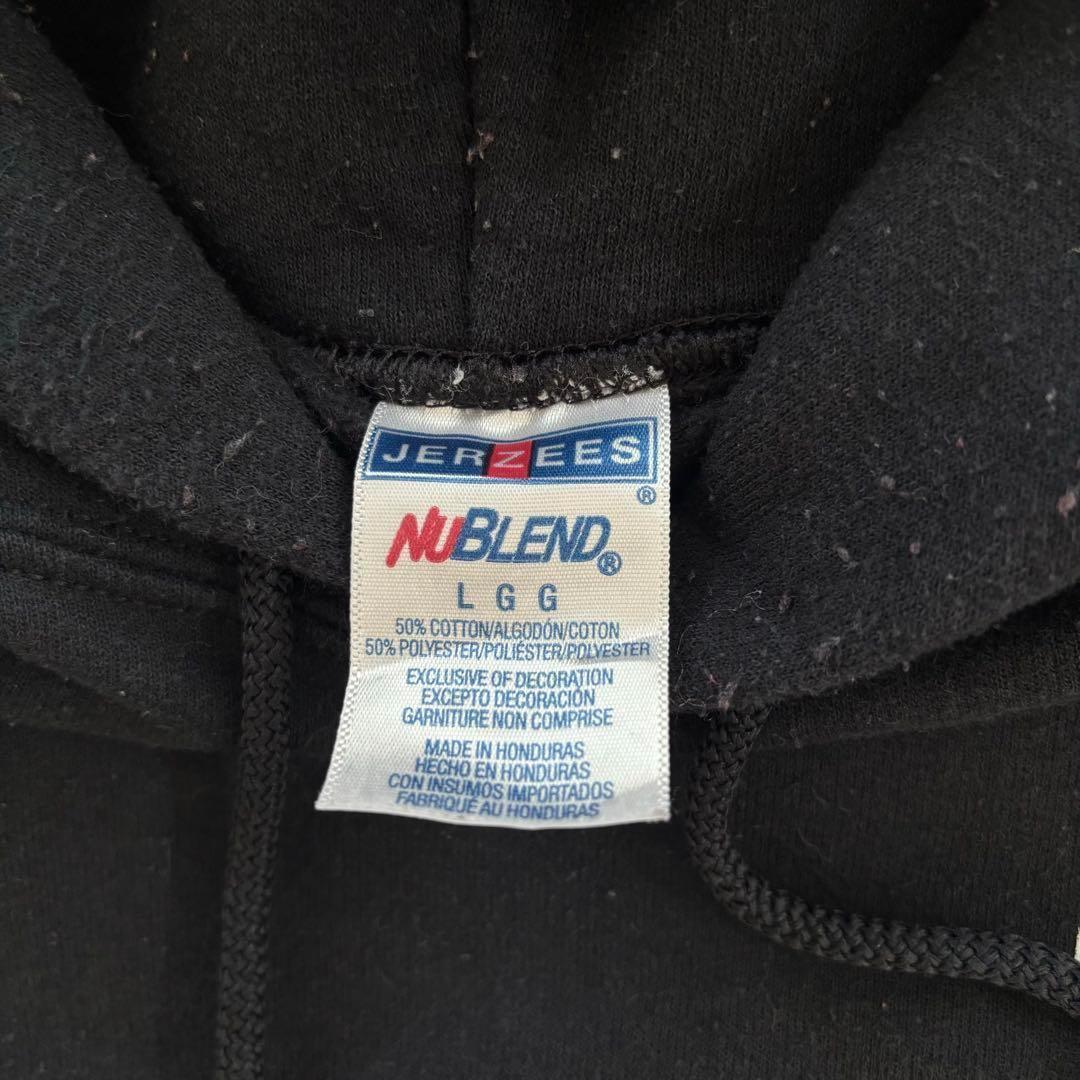 JERZEES
®
NUBLEND®
L G G
50% COTTON/ALGODÓN/COTON
50% POLYESTER/POLIÉSTER/POLYESTER
EXCLUSIVE OF DECORATION
EXCEPTO DECORACIÓN
GARNITURE NON COMPRISE
MADE IN HONDURAS
HECHO EN HONDURAS
CON INSUMOS IMPORTADOS
FABRIQUÉ AU HONDURAS